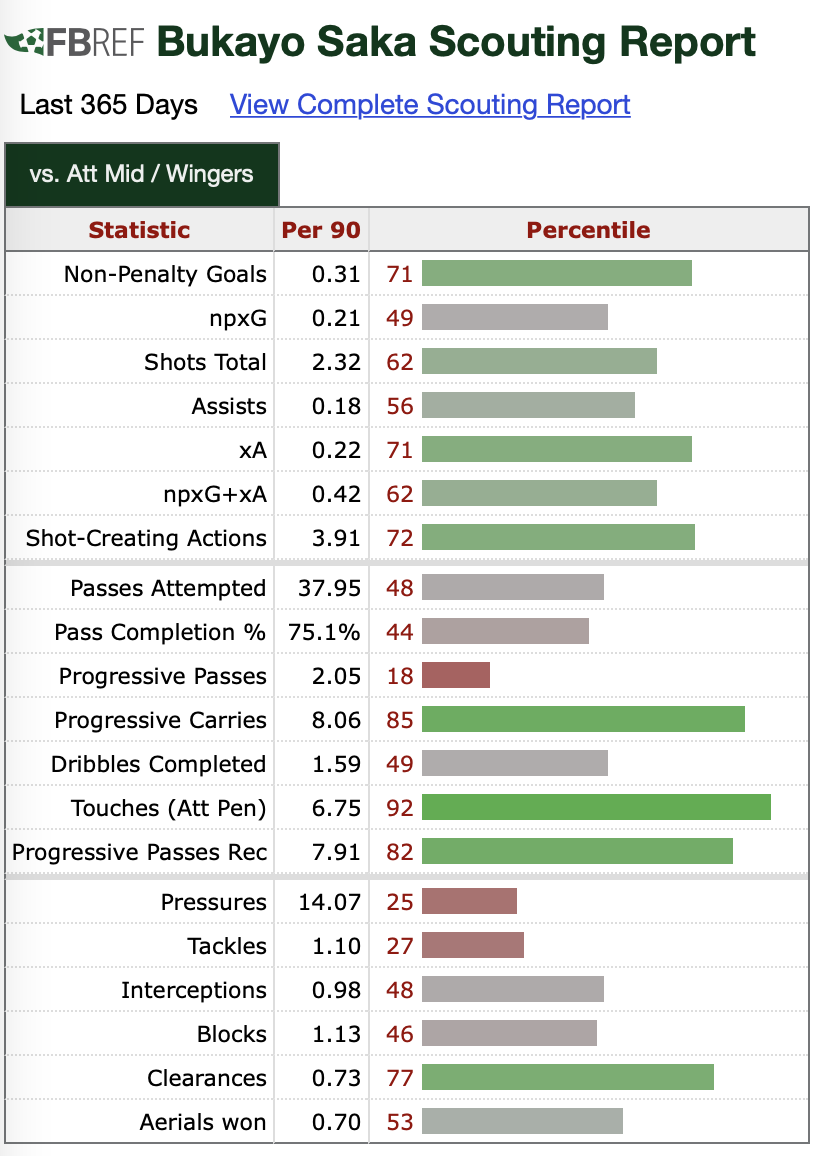 FBREF Bukayo Saka Scouting Report
Last 365 Days View Complete Scouting Report
vs. Att Mid / Wingers
Statistic Per 90 Percentile
Non-Penalty Goals 0.31 71
npxG 0.21 49
Shots Total 2.32 62
Assists 0.18 56
xA 0.22 71
npxG+xA 0.42 62
Shot-Creating Actions 3.91 72
Passes Attempted 37.95 48
Pass Completion % 75.1% 44
Progressive Passes 2.05 18
Progressive Carries 8.06 85
Dribbles Completed 1.59 49
Touches (Att Pen) 6.75 92
Progressive Passes Rec 7.91 82
Pressures 14.07 25
Tackles 1.10 27
Interceptions 0.98 48
Blocks 1.13 46
Clearances 0.73 77
Aerials won 0.70 53